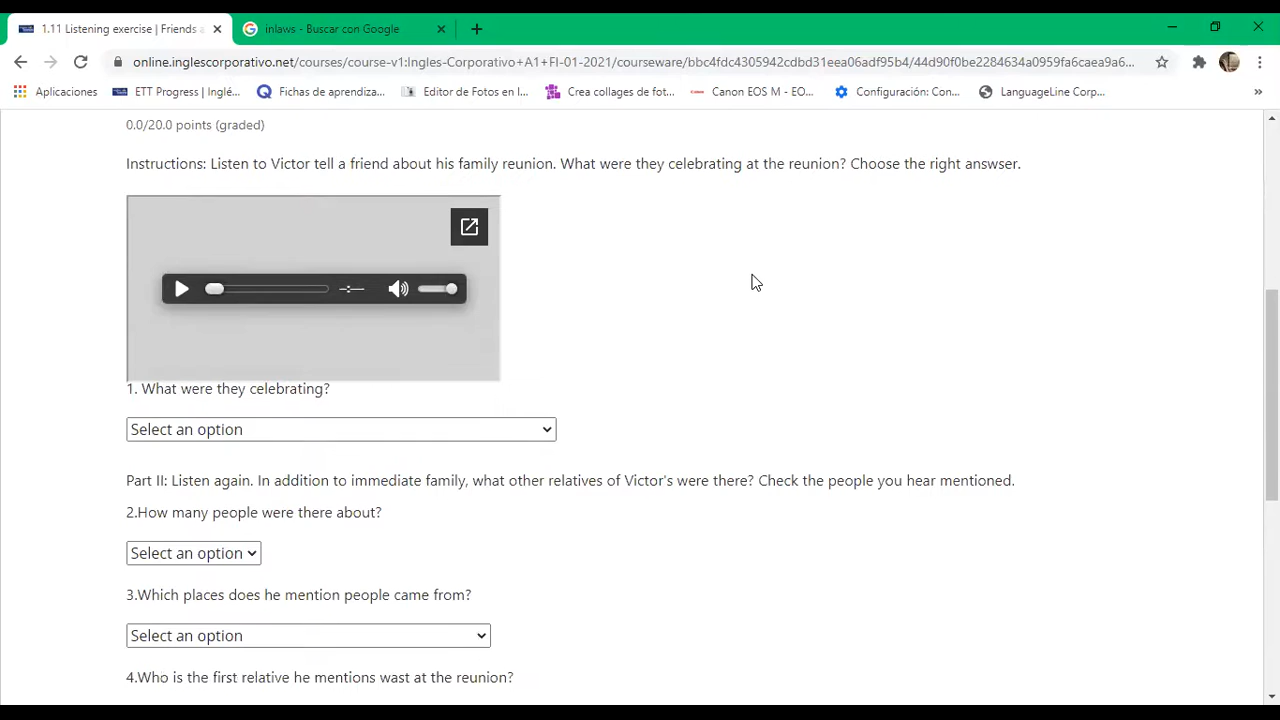 1.11 Listening exercise | Friends a
inlaws - Buscar con Google
online.inglescorporativo.net/courses/course-v1:Ingles-Corporativo+A1+FI-01-2021/courseware/bbc4fdc4305942cdbd31eea06adf95b4/44d90f0be2284634a0959fa6caea9a6...
Aplicaciones
ETT Progress | Inglé...
Fichas de aprendiza...
Editor de Fotos en l...
Crea collages de fot...
Canon EOS M - EO...
Configuración: Con...
LanguageLine Corp...
0.0/20.0 points (graded)
Instructions: Listen to Victor tell a friend about his family reunion. What were they celebrating at the reunion? Choose the right answser.
1. What were they celebrating?
Select an option
Part II: Listen again. In addition to immediate family, what other relatives of Victor's were there? Check the people you hear mentioned.
2.How many people were there about?
Select an option
3.Which places does he mention people came from?
Select an option
4.Who is the first relative he mentions wast at the reunion?